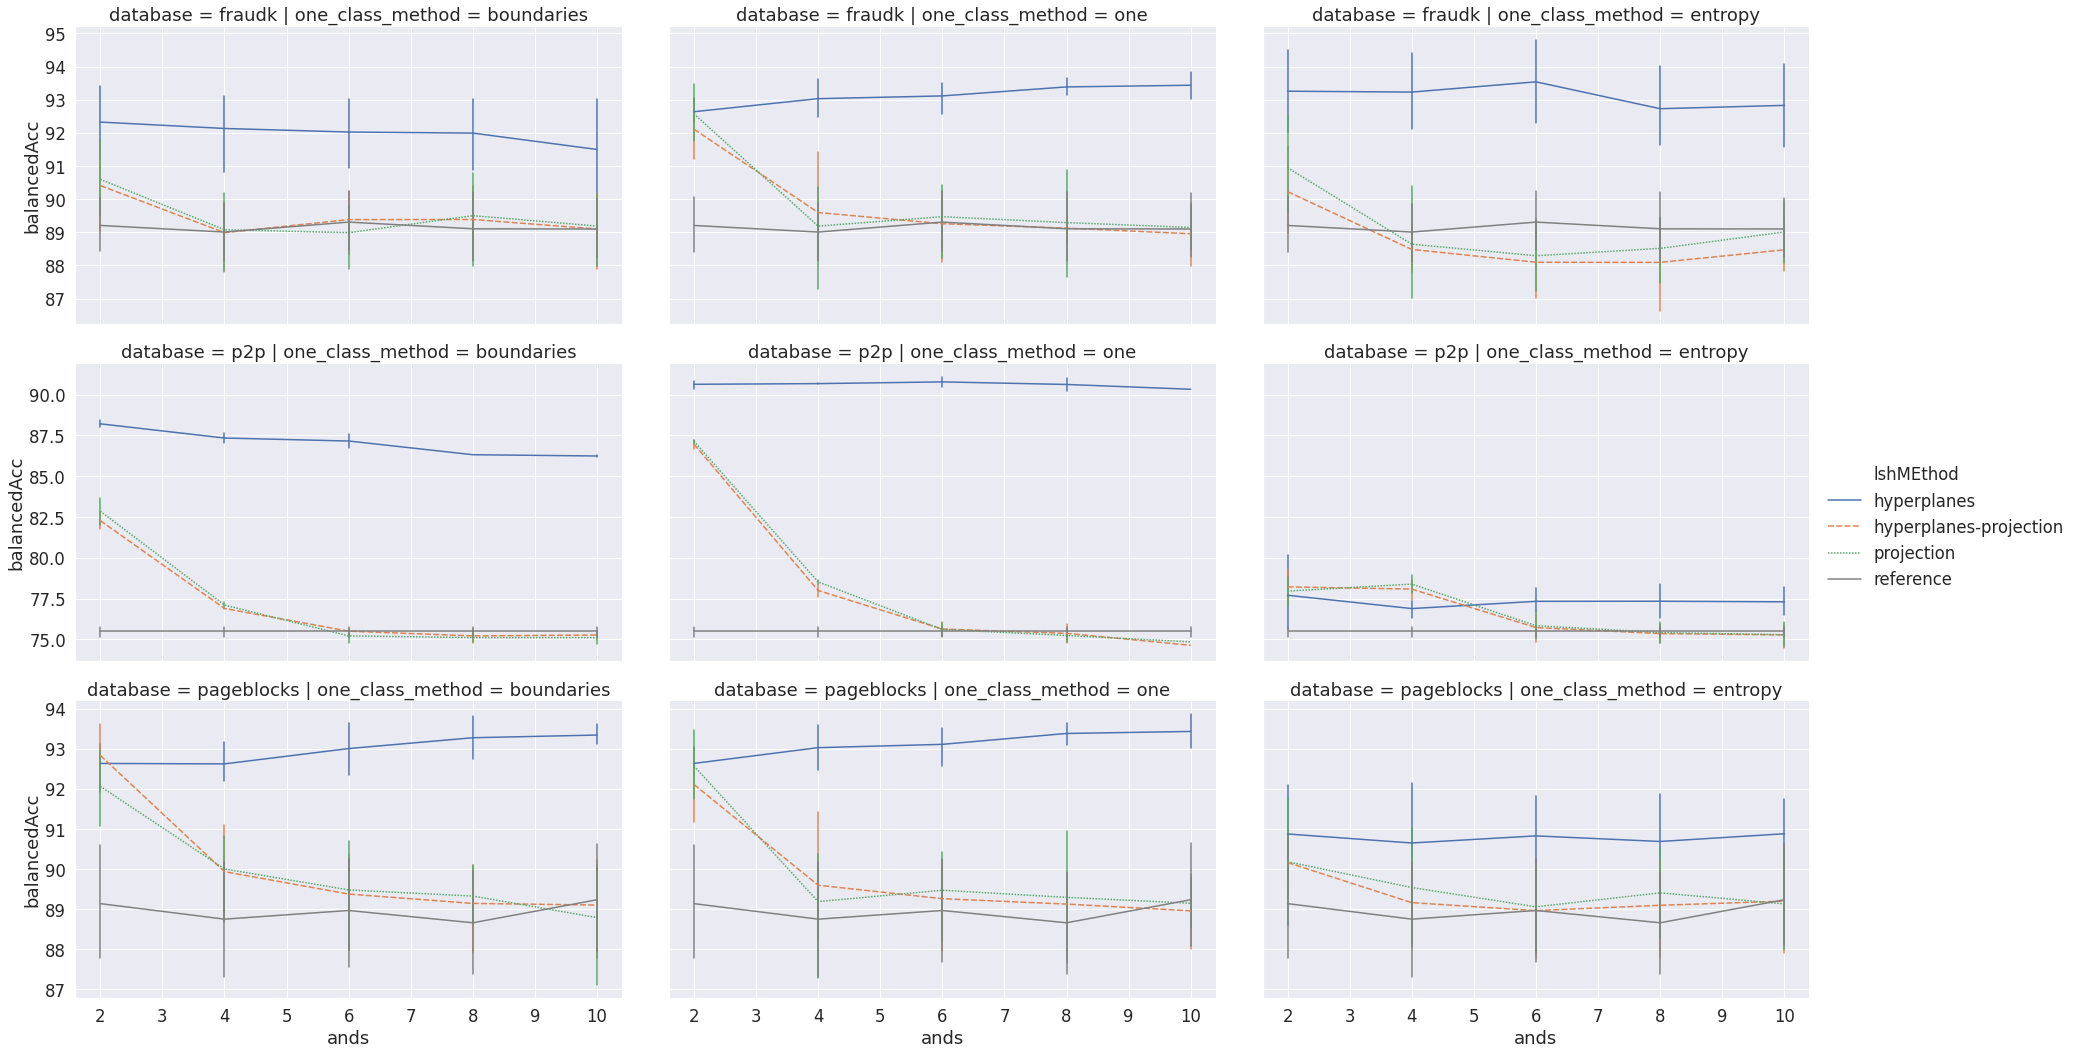 database = fraudk | one_class_method = boundaries
database = fraudk | one_class_method = one
database = fraudk | one_class_method = entropy
balancedAcc
95
94
93
92
91
90
89
88
87
database = p2p | one_class_method = boundaries
database = p2p | one_class_method = one
database = p2p | one_class_method = entropy
balancedAcc
90.0
87.5
85.0
82.5
80.0
77.5
75.0
lshMEthod
hyperplanes
hyperplanes-projection
projection
reference
database = pageblocks | one_class_method = boundaries
database = pageblocks | one_class_method = one
database = pageblocks | one_class_method = entropy
balancedAcc
94
93
92
91
90
89
88
87
2 3 4 5 6 7 8 9 10
2 3 4 5 6 7 8 9 10
2 3 4 5 6 7 8 9 10
ands
ands
ands